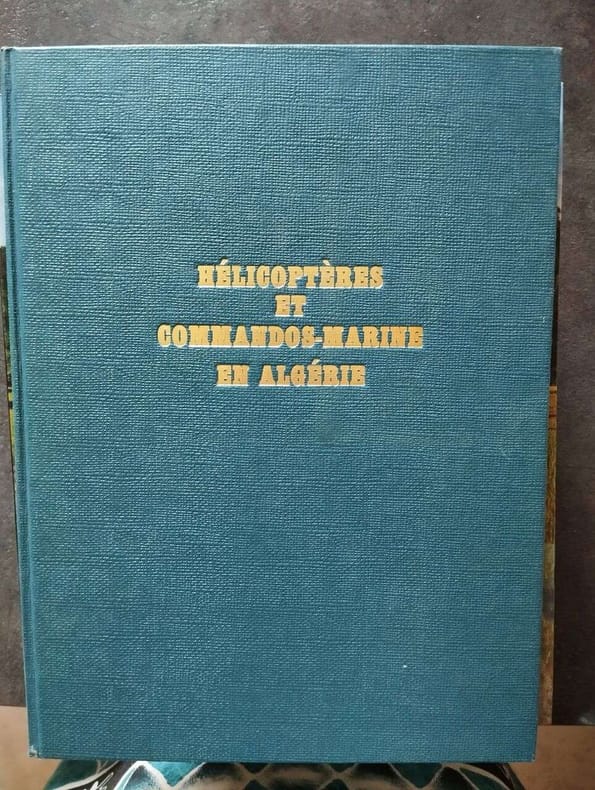 HÉLICOPTÈRES
ET
COMMANDOS-MARINE
EN ALGÉRIE